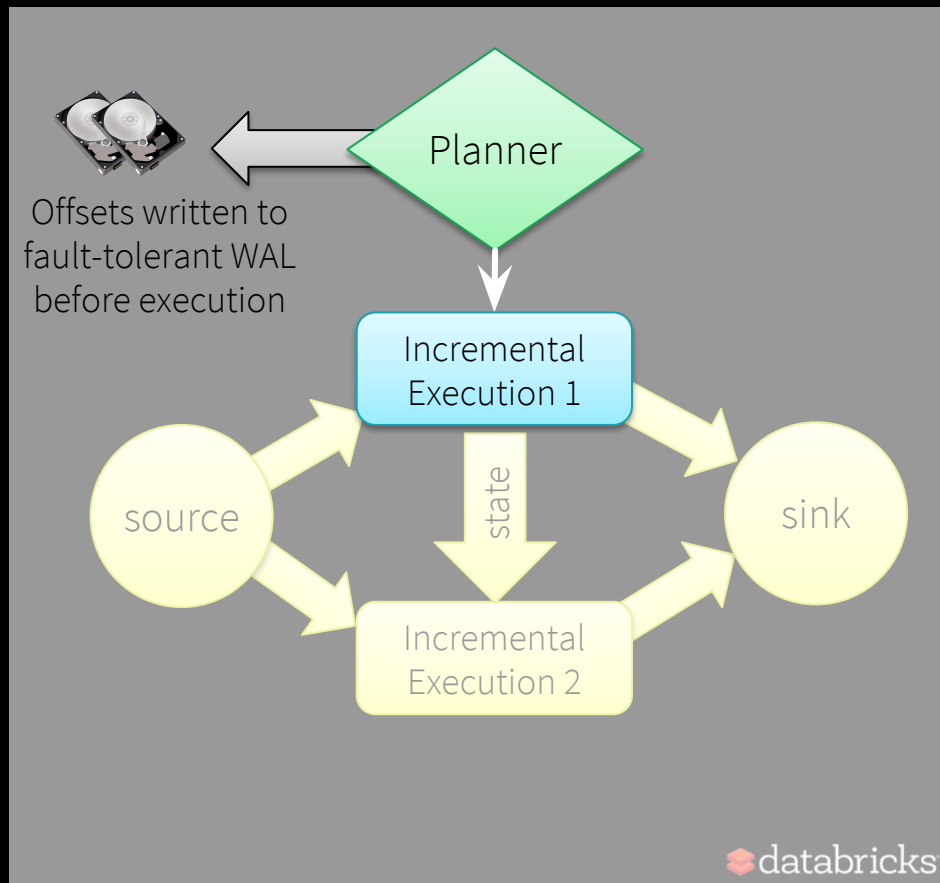 Planner
Offsets written to
fault-tolerant WAL
before execution
Incremental
Execution 1
source
state
sink
Incremental
Execution 2
databricks